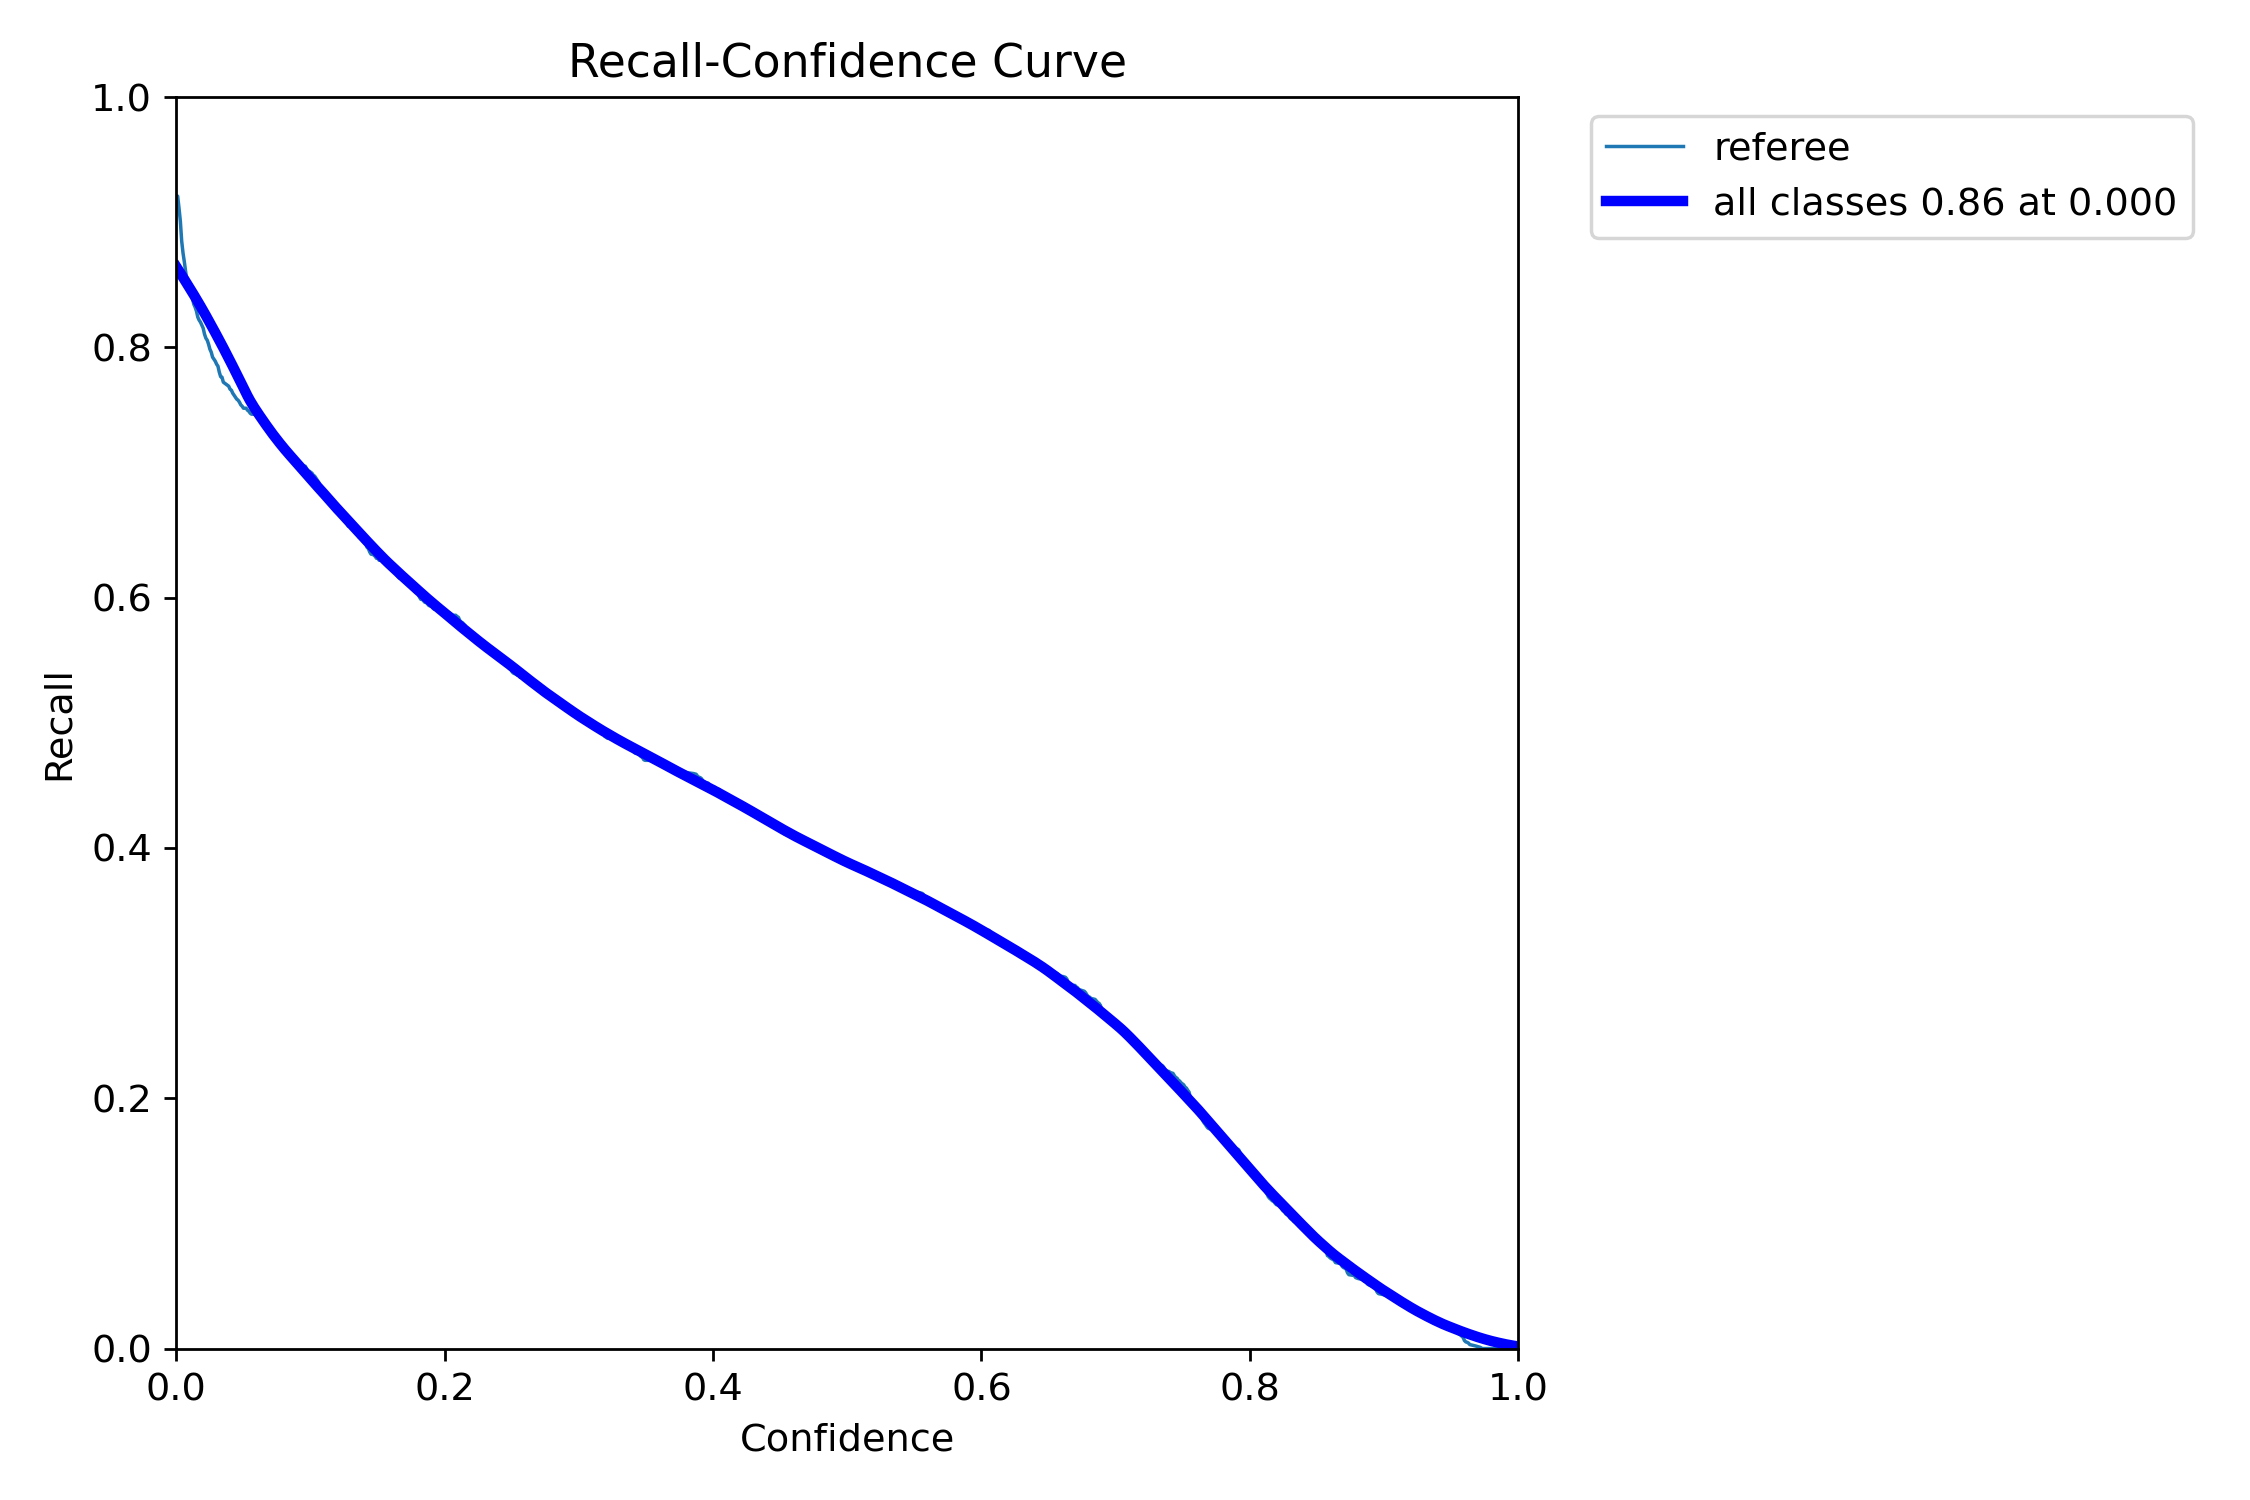 Recall-Confidence Curve
1.0
0.8
0.6
0.4
0.2
0.0
Recall
0.0 0.2 0.4 0.6 0.8 1.0
Confidence
referee
all classes 0.86 at 0.000